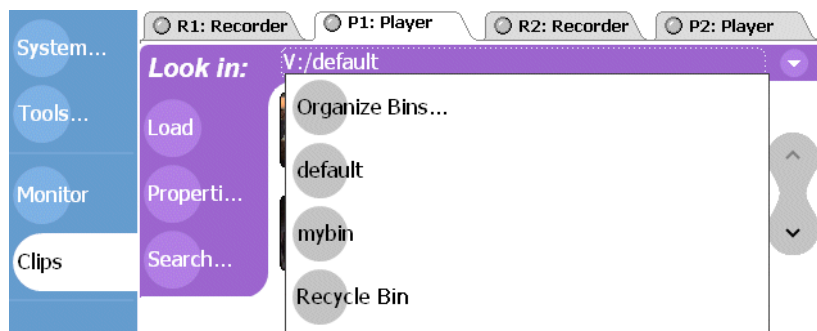 R1: Recorder
P1: Player
R2: Recorder
P2: Player
System...
Tools...
Monitor
Clips
Look in:
V:/default
Load
Properti...
Search...
Organize Bins...
default
mybin
Recycle Bin